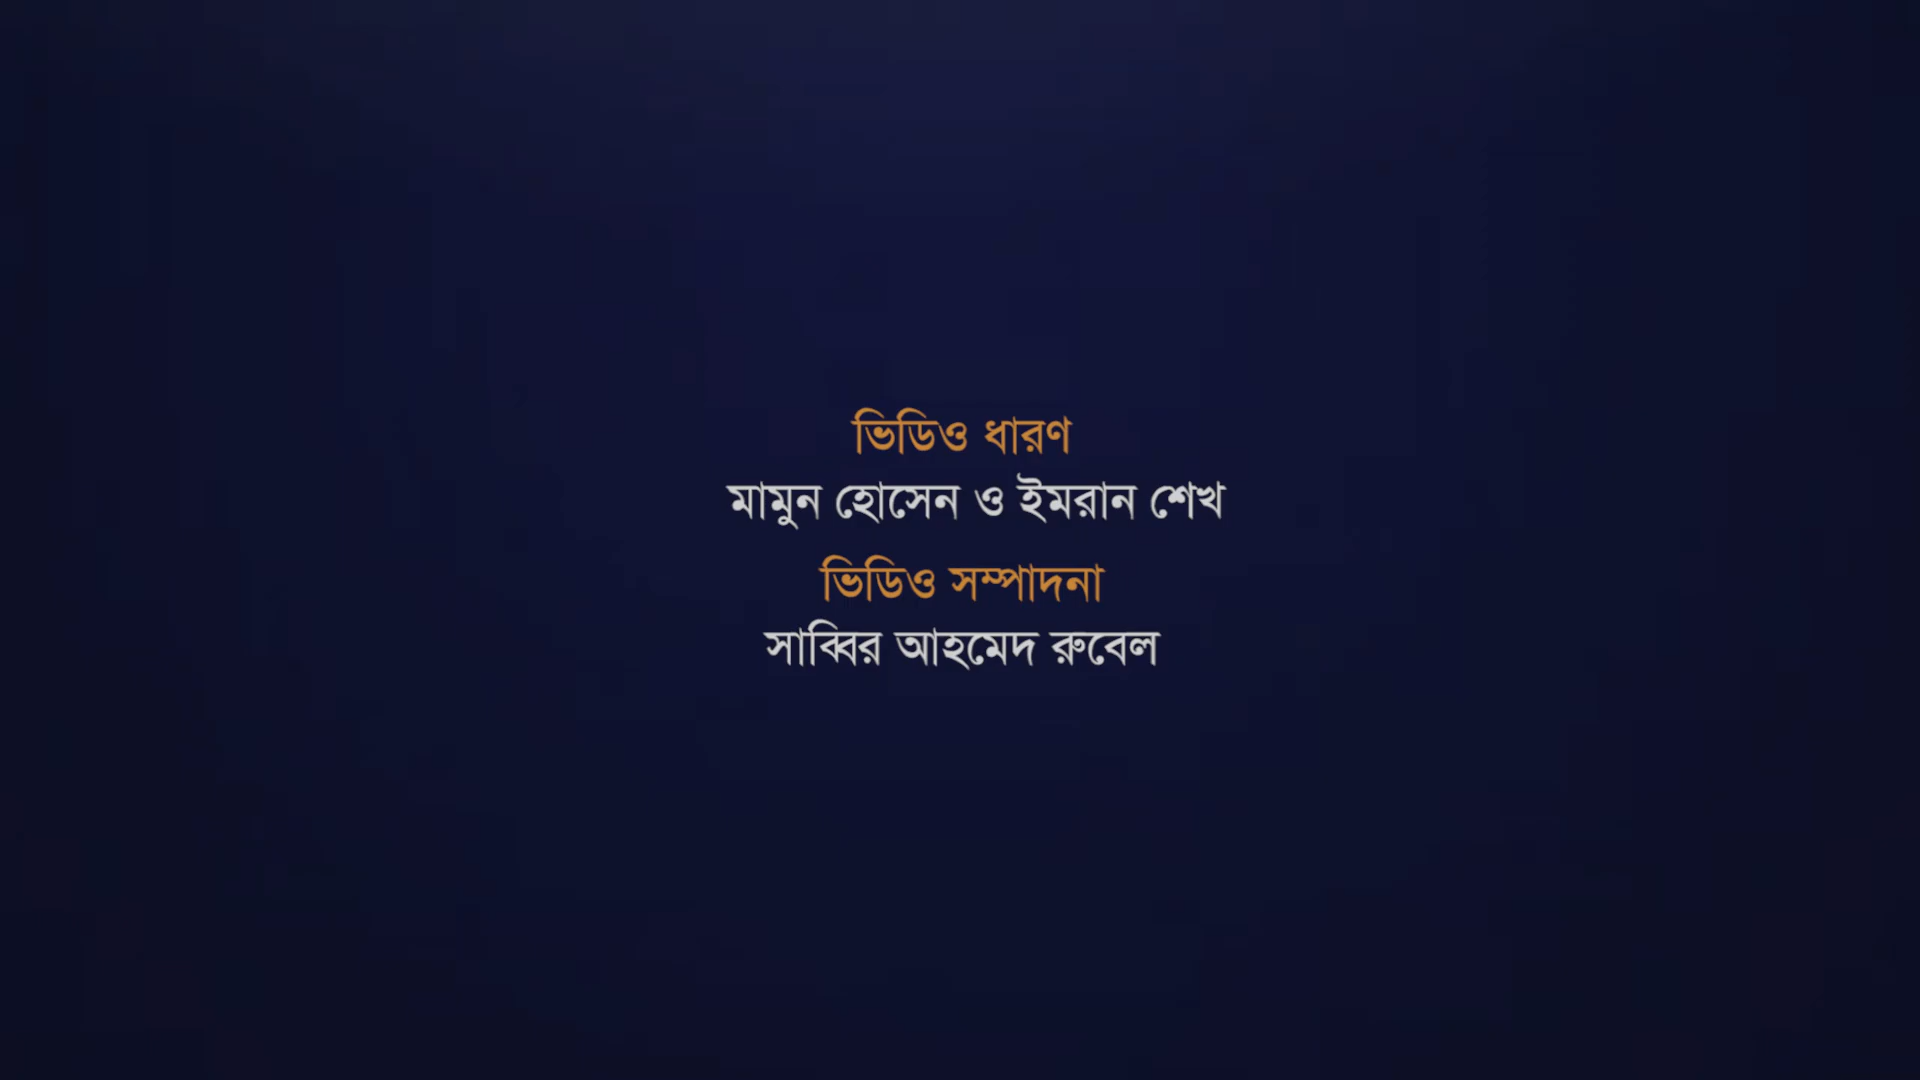 ভিডিও ধারণ
মামুন হোসেন ও ইমরান শেখ
ভিডিও সম্পাদনা
সাব্বির আহমেদ রুবেল